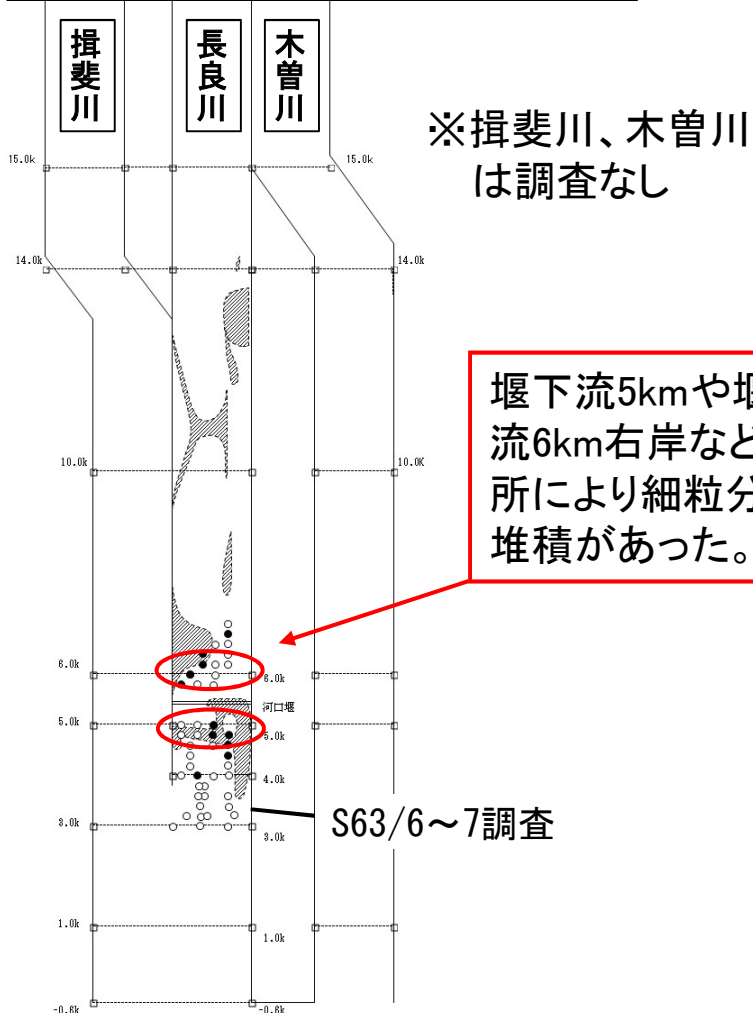 揖斐川
長良川
木曽川
※揖斐川、木曽川
は調査なし
15.0k
15.0k
14.0k
14.0k
堰下流5kmや堰
流6km右岸など
所により細粒分
堆積があった。
10.0k
10.0K
6.0k
6.0k
河口堰
5.0k
5.0k
4.0k
S63/6～7調査
3.0k
3.0k
1.0k
1.0k
-0.6k
-0.6k